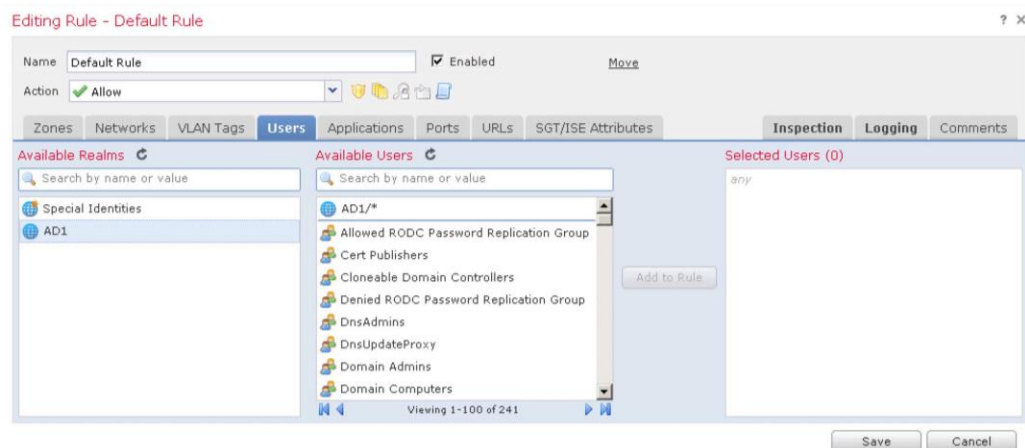 Editing Rule - Default Rule ? X
Name Default Rule Enabled Move
Action Allow
Zones Networks VLAN Tags Users Applications Ports URLs SGT/ISE Attributes Inspection Logging Comments
Available Realms Available Users Selected Users (0)
Search by name or value Search by name or value any
Special Identities AD1/*
AD1 Allowed RODC Password Replication Group
Cert Publishers
Cloneable Domain Controllers Add to Rule
Denied RODC Password Replication Group
DnsAdmins
DnsUpdateProxy
Domain Admins
Domain Computers
Viewing 1-100 of 241
Save Cancel